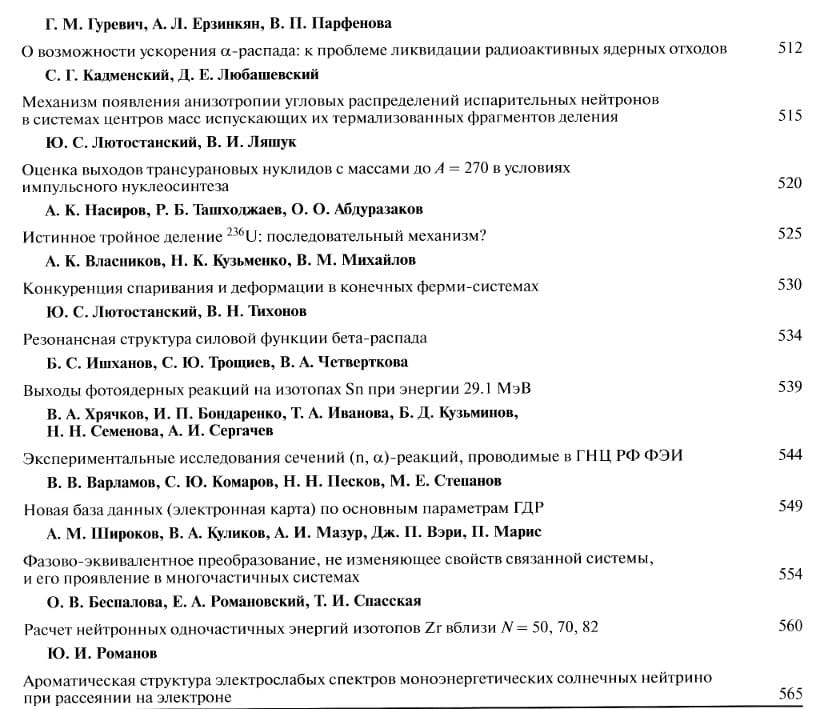 Г. М. Гуревич, А. Л. Ерзинкян, В. П. Парфенова
О возможности ускорения α-распада: к проблеме ликвидации радиоактивных ядерных отходов 512
С. Г. Кадменский, Д. Е. Любашевский
Механизм появления анизотропии угловых распределений испарительных нейтронов
в системах центров масс испускающих их термализованных фрагментов деления 515
Ю. С. Лютостанский, В. И. Ляшук
Оценка выходов трансурановых нуклидов с массами до A = 270 в условиях
импульсного нуклеосинтеза 520
А. К. Насиров, Р. Б. Ташходжаев, О. О. Абдуразаков
Истинное тройное деление ²³⁶U: последовательный механизм? 525
А. К. Власников, Н. К. Кузьменко, В. М. Михайлов
Конкуренция спаривания и деформации в конечных ферми-системах 530
Ю. С. Лютостанский, В. Н. Тихонов
Резонансная структура силовой функции бета-распада 534
Б. С. Ишханов, С. Ю. Трощиев, В. А. Четверткова
Выходы фотоядерных реакций на изотопах Sn при энергии 29.1 МэВ 539
В. А. Хрячков, И. П. Бондаренко, Т. А. Иванова, Б. Д. Кузьминов,
Н. Н. Семенова, А. И. Сергачев
Экспериментальные исследования сечений (n, α)-реакций, проводимые в ГНЦ РФ ФЭИ 544
В. В. Варламов, С. Ю. Комаров, Н. Н. Песков, М. Е. Степанов
Новая база данных (электронная карта) по основным параметрам ГДР 549
А. М. Широков, В. А. Куликов, А. И. Мазур, Дж. П. Вэри, П. Марис
Фазово-эквивалентное преобразование, не изменяющее свойств связанной системы,
и его проявление в многочастичных системах 554
О. В. Беспалова, Е. А. Романовский, Т. И. Спасская
Расчет нейтронных одночастичных энергий изотопов Zr вблизи N = 50, 70, 82 560
Ю. И. Романов
Ароматическая структура электрослабых спектров моноэнергетических солнечных нейтрино
при рассеянии на электроне 565